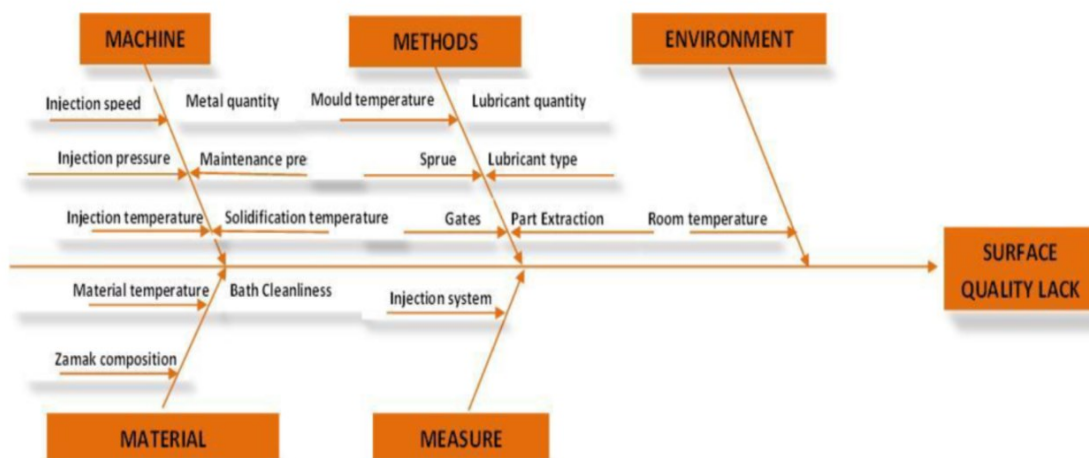 MACHINE
METHODS
ENVIRONMENT
Injection speed
Metal quantity
Mould temperature
Lubricant quantity
Injection pressure
Maintenance pre
Sprue
Lubricant type
Injection temperature
Solidification temperature
Gates
Part Extraction
Room temperature
SURFACE
QUALITY LACK
Material temperature
Bath Cleanliness
Injection system
Zamak composition
MATERIAL
MEASURE